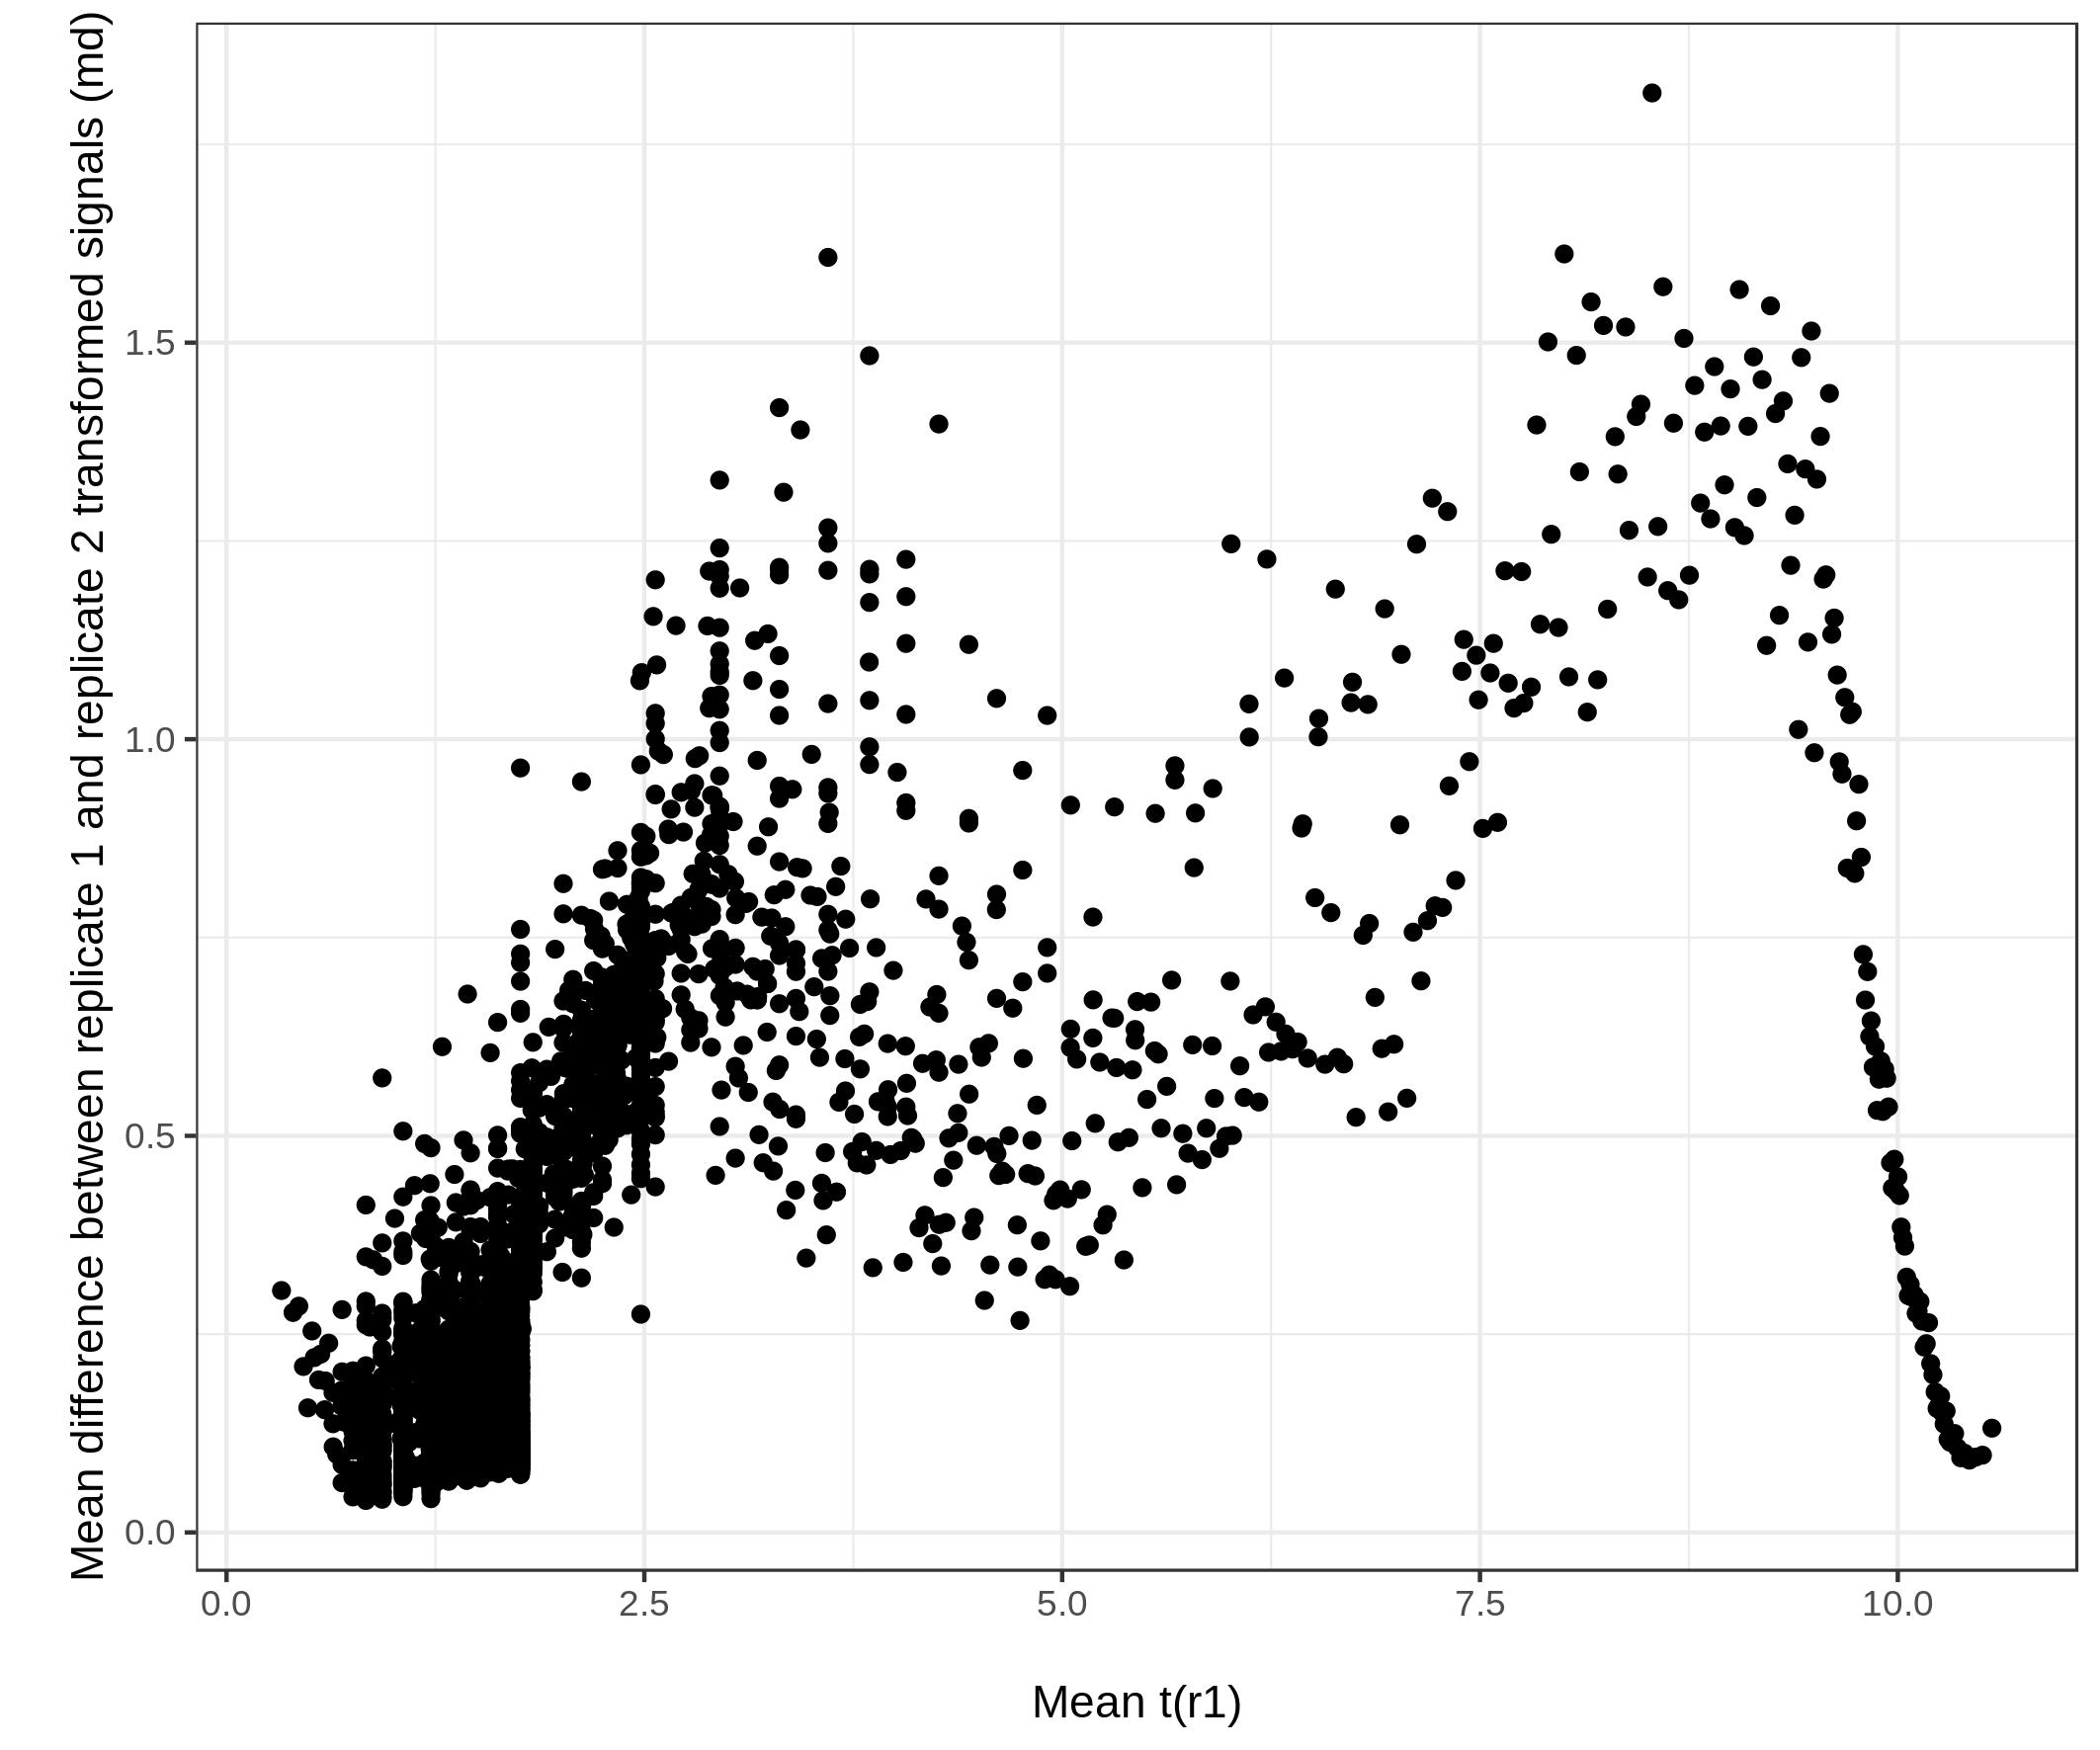 Mean difference between replicate 1 and replicate 2 transformed signals (md)
1.5
1.0
0.5
0.0
0.0 2.5 5.0 7.5 10.0
Mean t(r1)